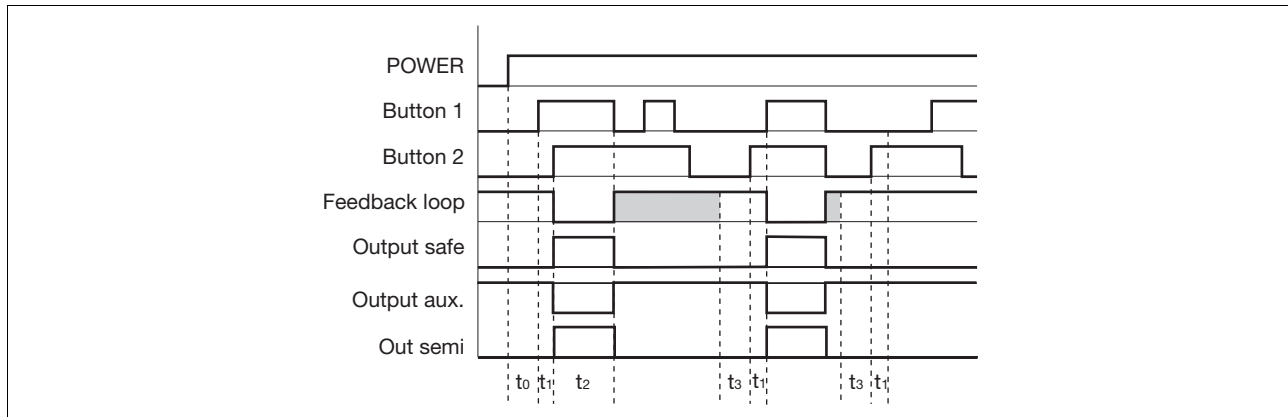 POWER
Button 1
Button 2
Feedback loop
Output safe
Output aux.
Out semi
t0 t1 t2 t3 t1 t3 t1